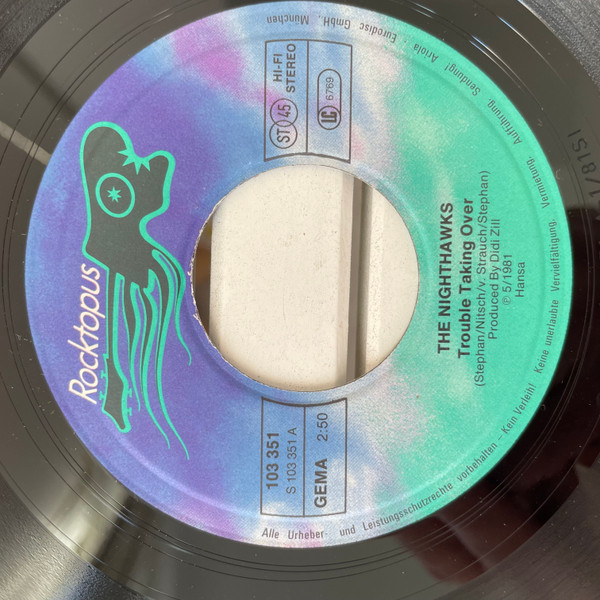 Rocktopus
103 351
S 103 351 A
GEMA 2:50
HI-FI
ST 45 STEREO
LC 6769
THE NIGHTHAWKS
Trouble Taking Over
(Stephan/Nitsch/v. Strauch/Stephan)
Produced By Didi Zill
℗ 5/1981
Hansa
Alle Urheber- und Leistungsschutzrechte vorbehalten – Kein Verleih! Keine unerlaubte Vervielfältigung, Vermietung, Aufführung, Sendung! Ariola - Eurodisc GmbH. München